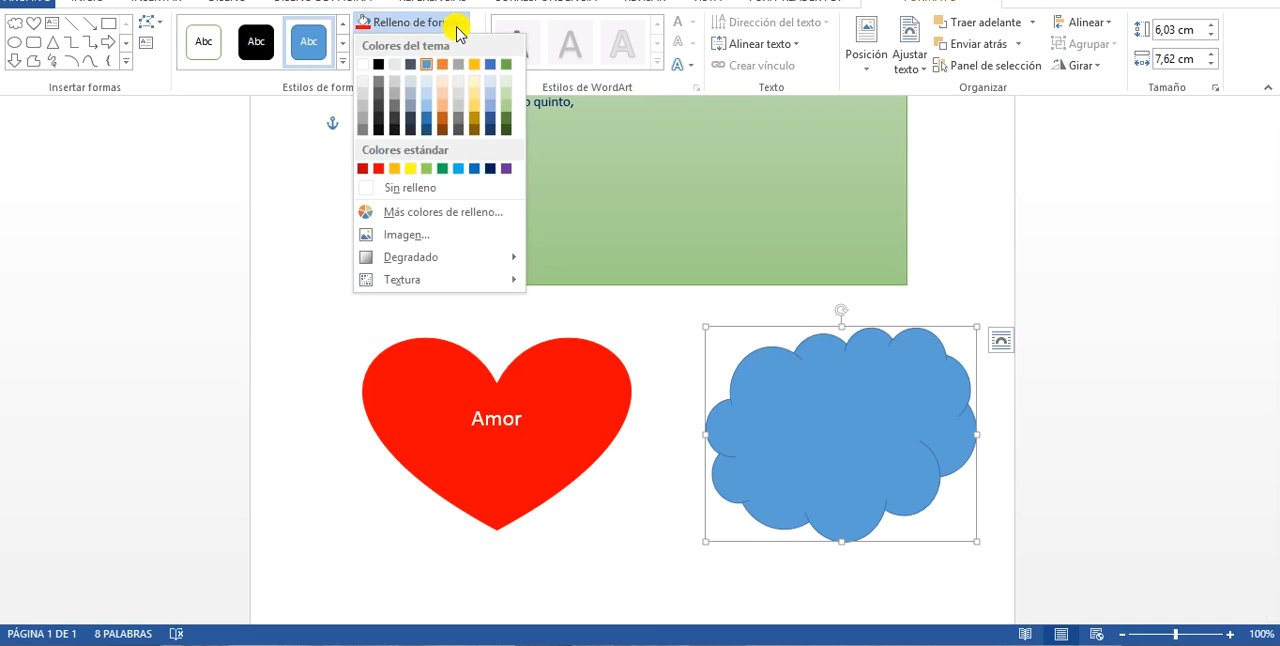 Relleno de form
Dirección del texto
Alinear texto
Crear vínculo
Posición
Ajustar
texto
Traer adelante
Enviar atrás
Panel de selección
Alinear
Agrupar
Girar
6,03 cm
7,62 cm
Abc
Abc
Abc
Insertar formas
Estilos de form
Estilos de WordArt
Texto
Organizar
Tamaño
Colores del tema
Colores estándar
Sin relleno
Más colores de relleno...
Imagen...
Degradado
Textura
o quinto,
Amor
PÁGINA 1 DE 1
8 PALABRAS
100%